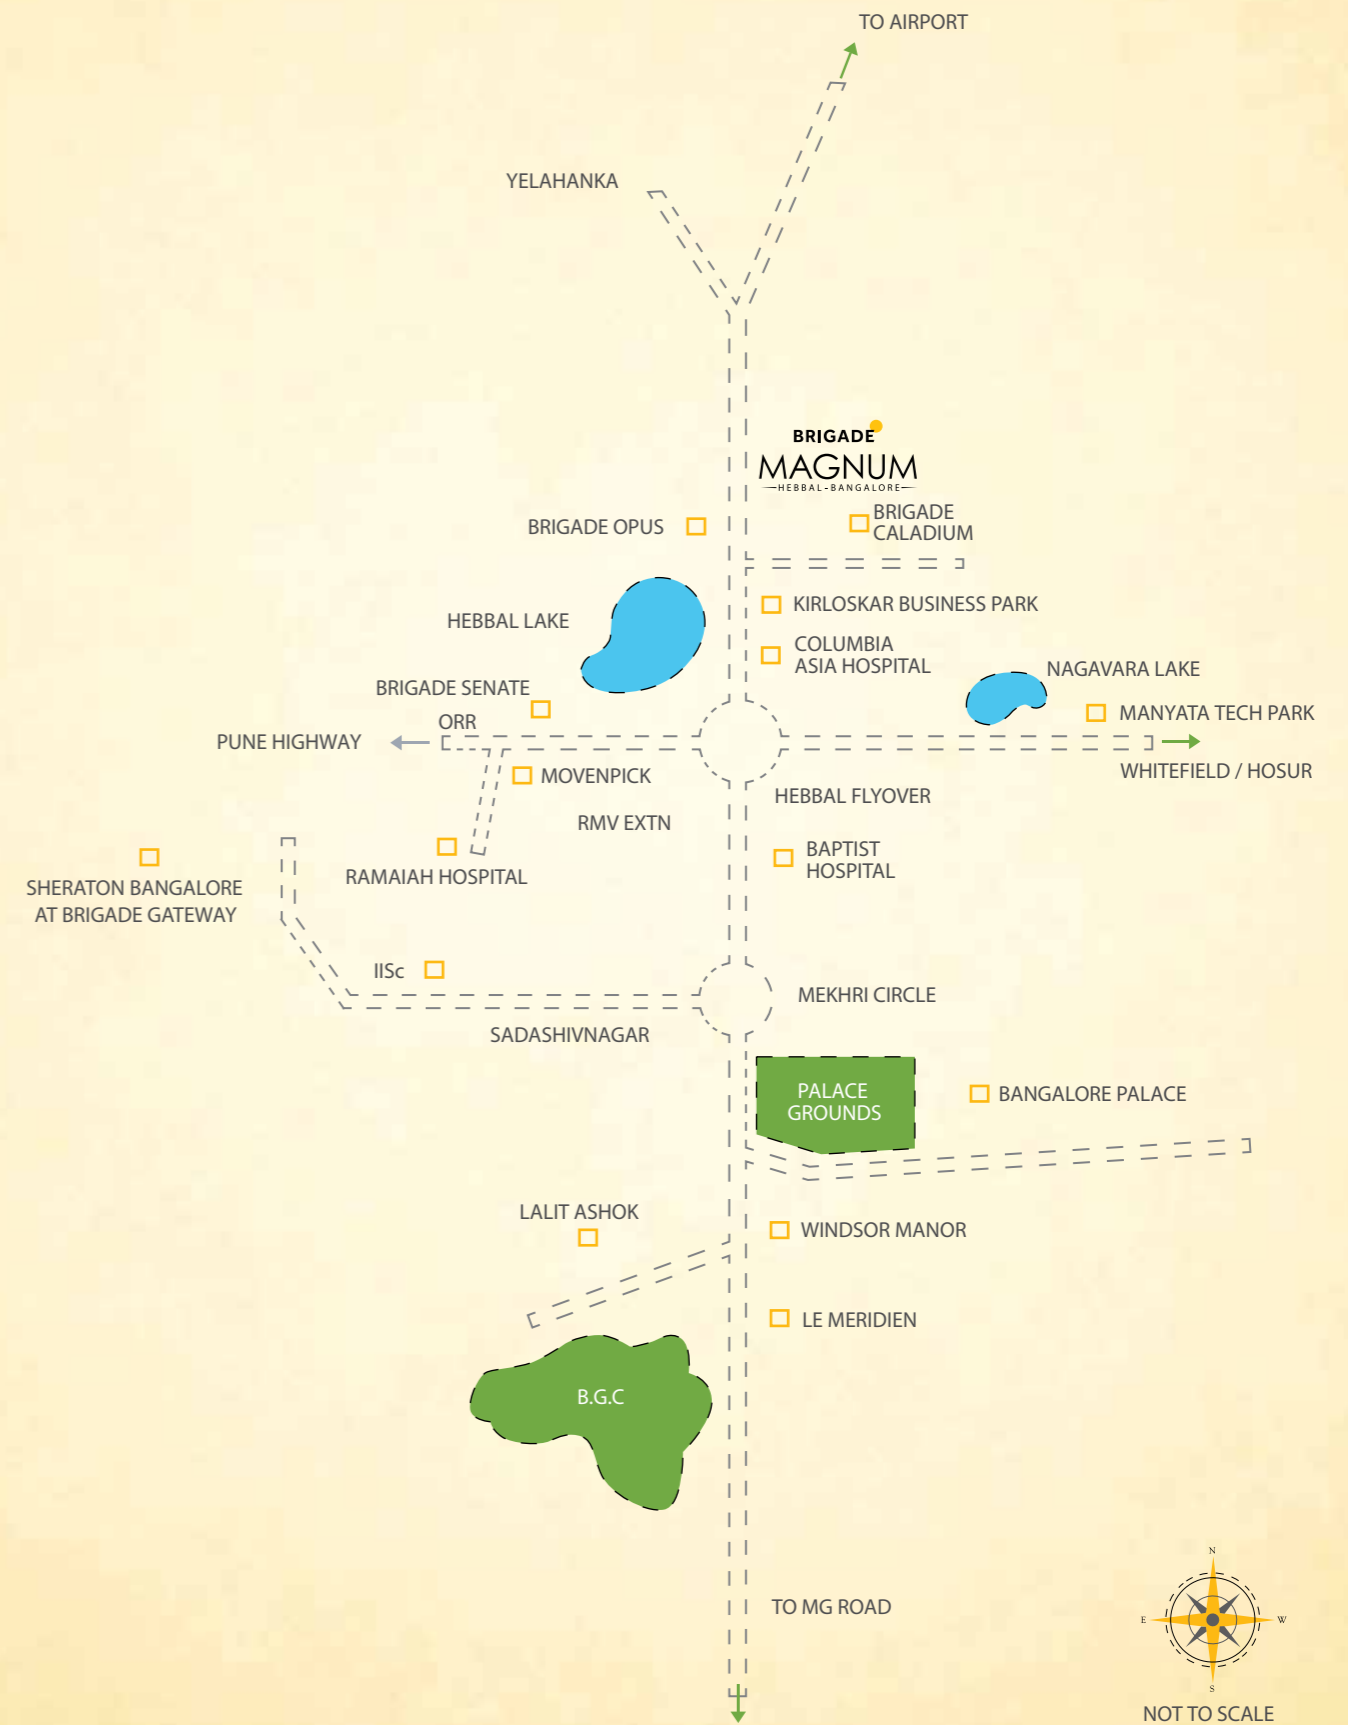 TO AIRPORT
YELAHANKA
BRIGADE
MAGNUM
HEBBAL-BANGALORE
BRIGADE OPUS
BRIGADE
CALADIUM
KIRLOSKAR BUSINESS PARK
HEBBAL LAKE
COLUMBIA
ASIA HOSPITAL
NAGAVARA LAKE
BRIGADE SENATE
MANYATA TECH PARK
ORR
PUNE HIGHWAY
WHITEFIELD / HOSUR
MOVENPICK
HEBBAL FLYOVER
RMV EXTN
BAPTIST
HOSPITAL
RAMAIAH HOSPITAL
SHERATON BANGALORE
AT BRIGADE GATEWAY
IISc
MEKHRI CIRCLE
SADASHIVNAGAR
PALACE
GROUNDS
BANGALORE PALACE
LALIT ASHOK
WINDSOR MANOR
LE MERIDIEN
B.G.C
TO MG ROAD
N
E
W
S
NOT TO SCALE